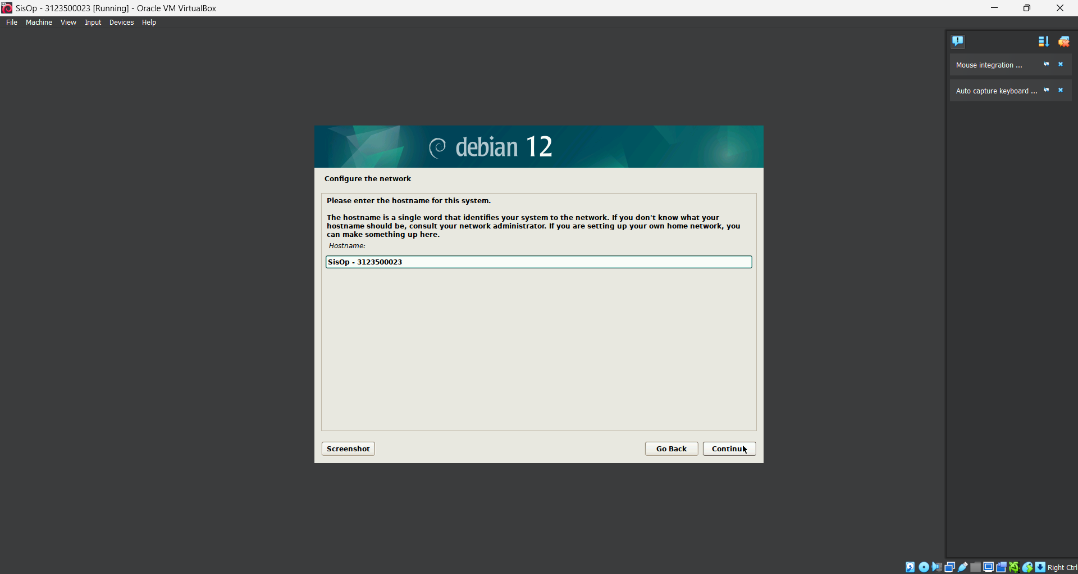 SisOp - 3123500023 [Running] - Oracle VM VirtualBox
File Machine View Input Devices Help
Mouse integration ...
Auto capture keyboard ...
debian 12
Configure the network
Please enter the hostname for this system.
The hostname is a single word that identifies your system to the network. If you don't know what your
hostname should be, consult your network administrator. If you are setting up your own home network, you
can make something up here.
Hostname:
SisOp - 3123500023
Screenshot Go Back Continue
Right Ctrl